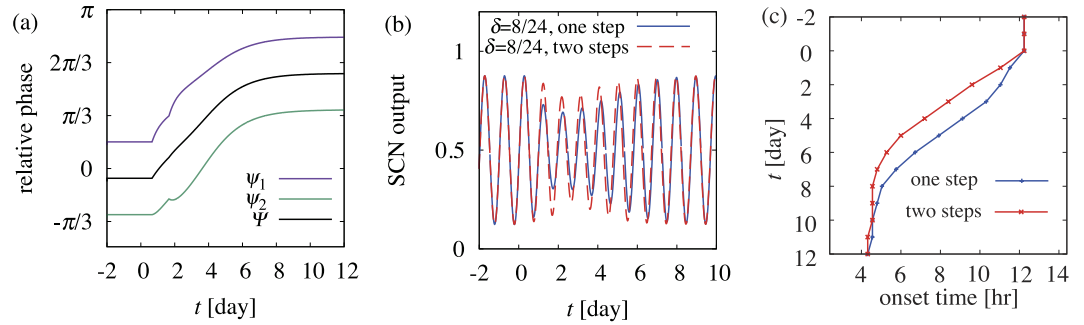 (a)
relative phase
π
2π/3
π/3
0
-π/3
ψ1
ψ2
Ψ
-2 0 2 4 6 8 10 12
t [day]
(b)
SCN output
1
0.5
0
δ=8/24, one step
δ=8/24, two steps
-2 0 2 4 6 8 10
t [day]
(c)
t [day]
-2
0
2
4
6
8
10
12
one step
two steps
4 6 8 10 12 14
onset time [hr]